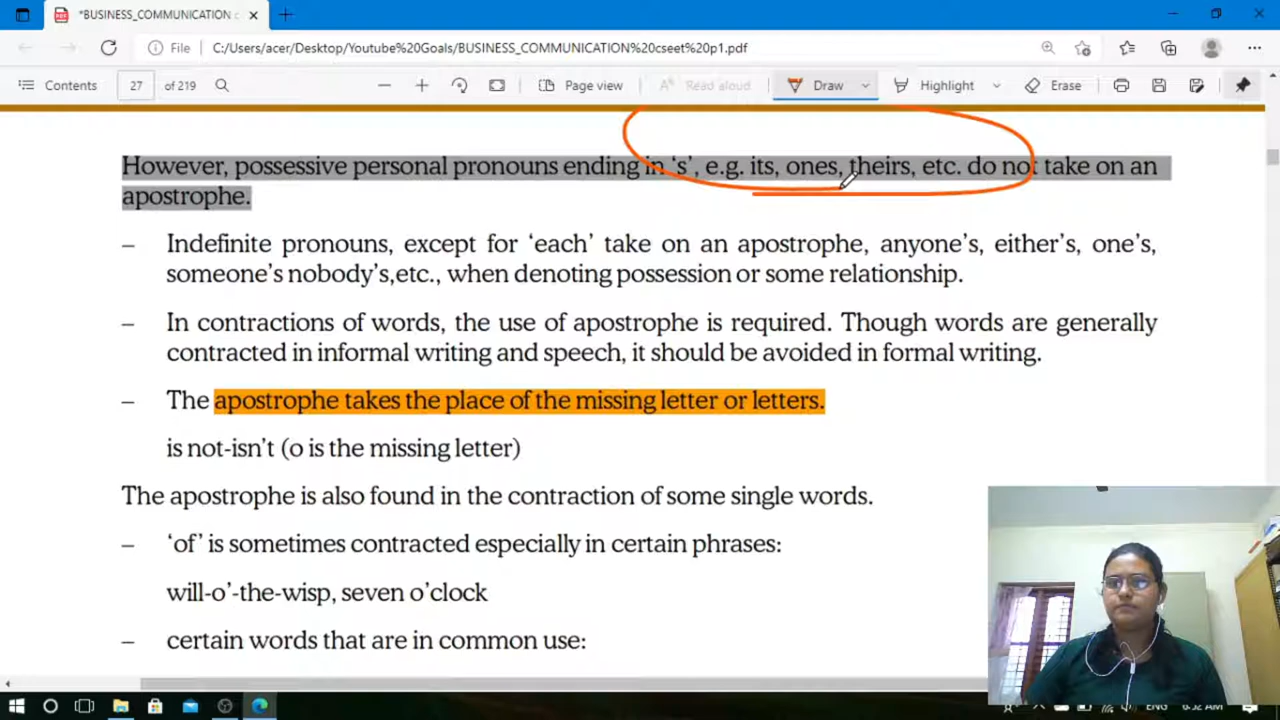 *BUSINESS_COMMUNICATION c
File
C:/Users/acer/Desktop/Youtube%20Goals/BUSINESS_COMMUNICATION%20cseet%20p1.pdf
Contents
27 of 219
Page view
Read aloud
Draw
Highlight
Erase
However, possessive personal pronouns ending in ‘s’, e.g. its, ones, theirs, etc. do not take on an
apostrophe.
– Indefinite pronouns, except for ‘each’ take on an apostrophe, anyone’s, either’s, one’s,
someone’s nobody’s,etc., when denoting possession or some relationship.
– In contractions of words, the use of apostrophe is required. Though words are generally
contracted in informal writing and speech, it should be avoided in formal writing.
– The apostrophe takes the place of the missing letter or letters.
is not-isn’t (o is the missing letter)
The apostrophe is also found in the contraction of some single words.
– ‘of’ is sometimes contracted especially in certain phrases:
will-o’-the-wisp, seven o’clock
– certain words that are in common use:
ENG
6:52 AM